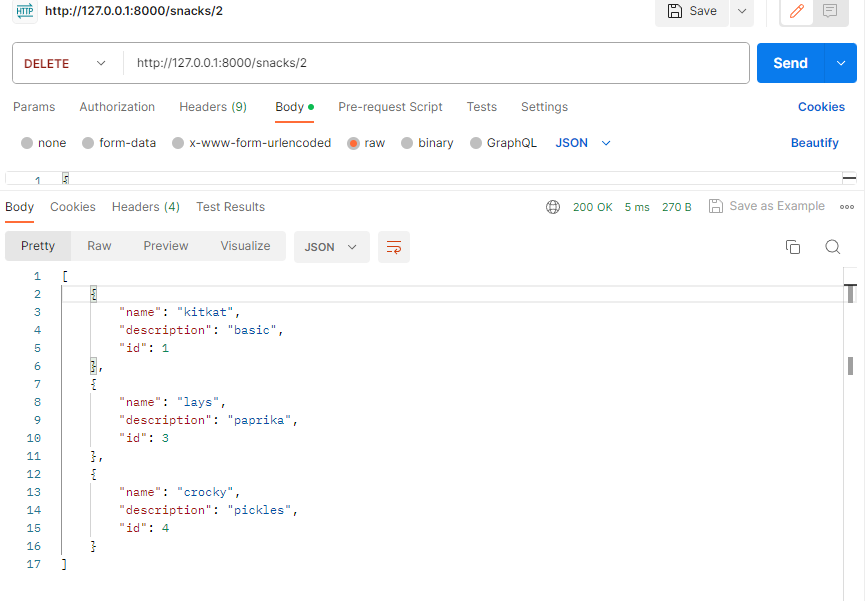 HTTP http://127.0.0.1:8000/snacks/2 Save
DELETE http://127.0.0.1:8000/snacks/2 Send
Params Authorization Headers (9) Body Pre-request Script Tests Settings Cookies
none form-data x-www-form-urlencoded raw binary GraphQL JSON Beautify
1 {
Body Cookies Headers (4) Test Results 200 OK 5 ms 270 B Save as Example
Pretty Raw Preview Visualize JSON
1 [
2 {
3 "name": "kitkat",
4 "description": "basic",
5 "id": 1
6 },
7 {
8 "name": "lays",
9 "description": "paprika",
10 "id": 3
11 },
12 {
13 "name": "crocky",
14 "description": "pickles",
15 "id": 4
16 }
17 ]